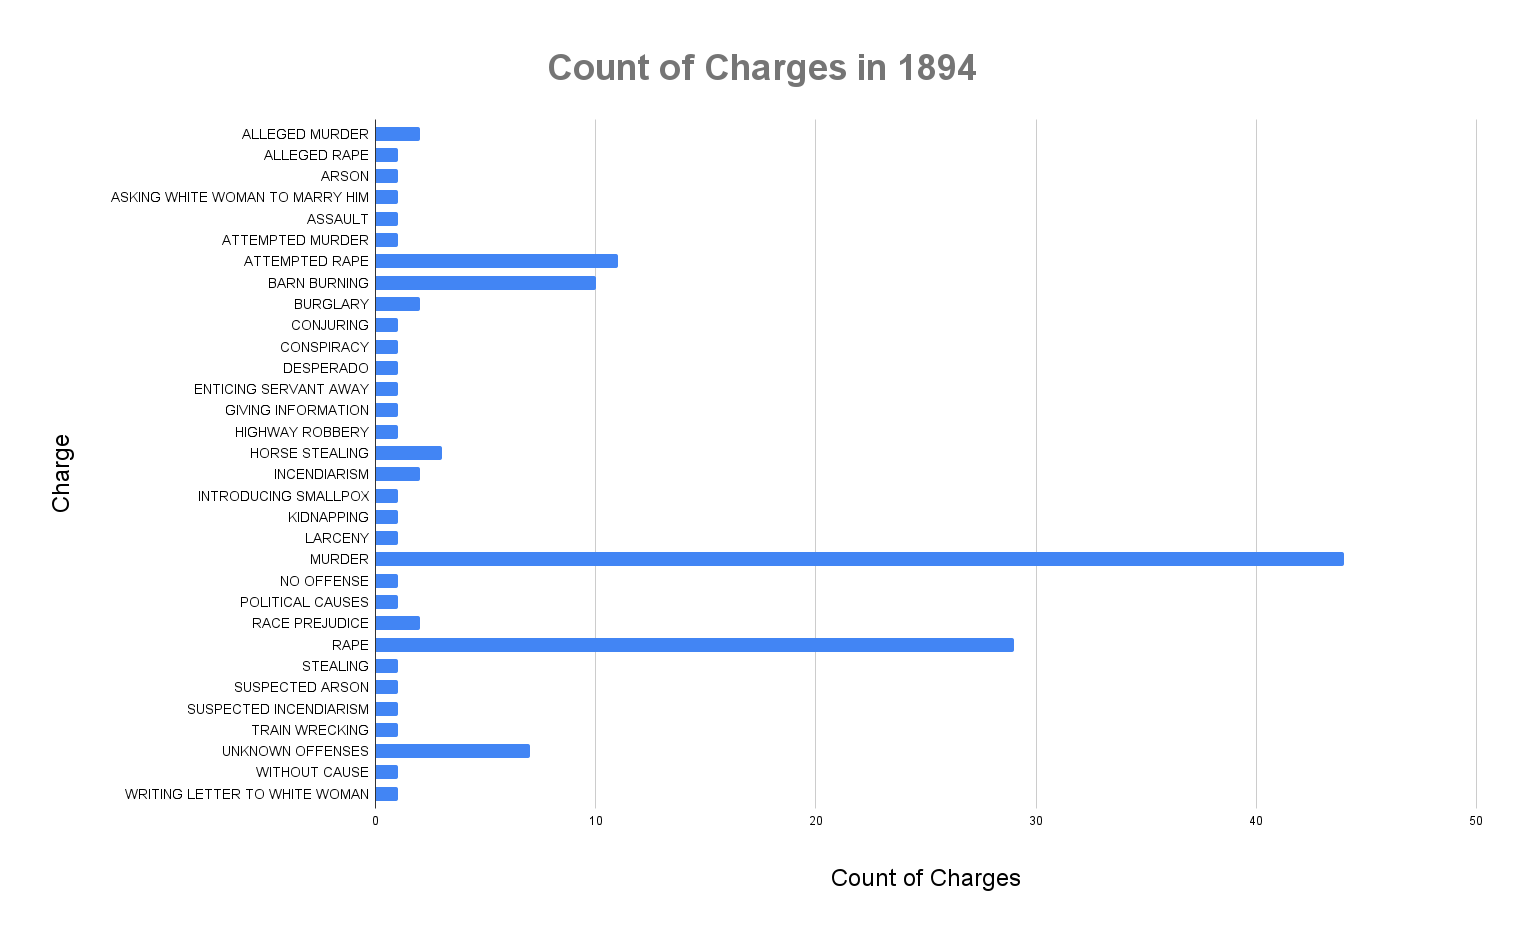 Count of Charges in 1894
ALLEGED MURDER
ALLEGED RAPE
ARSON
ASKING WHITE WOMAN TO MARRY HIM
ASSAULT
ATTEMPTED MURDER
ATTEMPTED RAPE
BARN BURNING
BURGLARY
CONJURING
CONSPIRACY
DESPERADO
ENTICING SERVANT AWAY
GIVING INFORMATION
HIGHWAY ROBBERY
HORSE STEALING
INCENDIARISM
INTRODUCING SMALLPOX
KIDNAPPING
LARCENY
MURDER
NO OFFENSE
POLITICAL CAUSES
RACE PREJUDICE
RAPE
STEALING
SUSPECTED ARSON
SUSPECTED INCENDIARISM
TRAIN WRECKING
UNKNOWN OFFENSES
WITHOUT CAUSE
WRITING LETTER TO WHITE WOMAN
Charge
0 10 20 30 40 50
Count of Charges